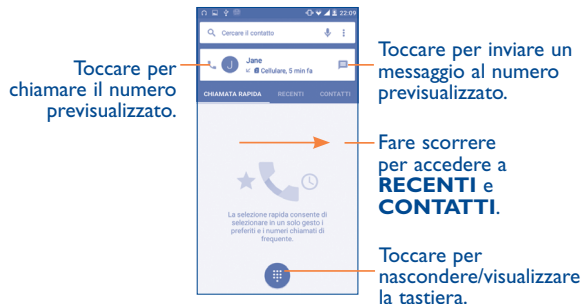 22:09
Cercare il contatto
Toccare per
chiamare il numero
previsualizzato.
J
Jane
Cellulare, 5 min fa
Toccare per inviare un
messaggio al numero
previsualizzato.
CHIAMATA RAPIDA RECENTI CONTATTI
Fare scorrere
per accedere a
RECENTI e
CONTATTI.
La selezione rapida consente di
selezionare in un solo gesto i
preferiti e i numeri chiamati di
frequente.
Toccare per
nascondere/visualizzare
la tastiera.